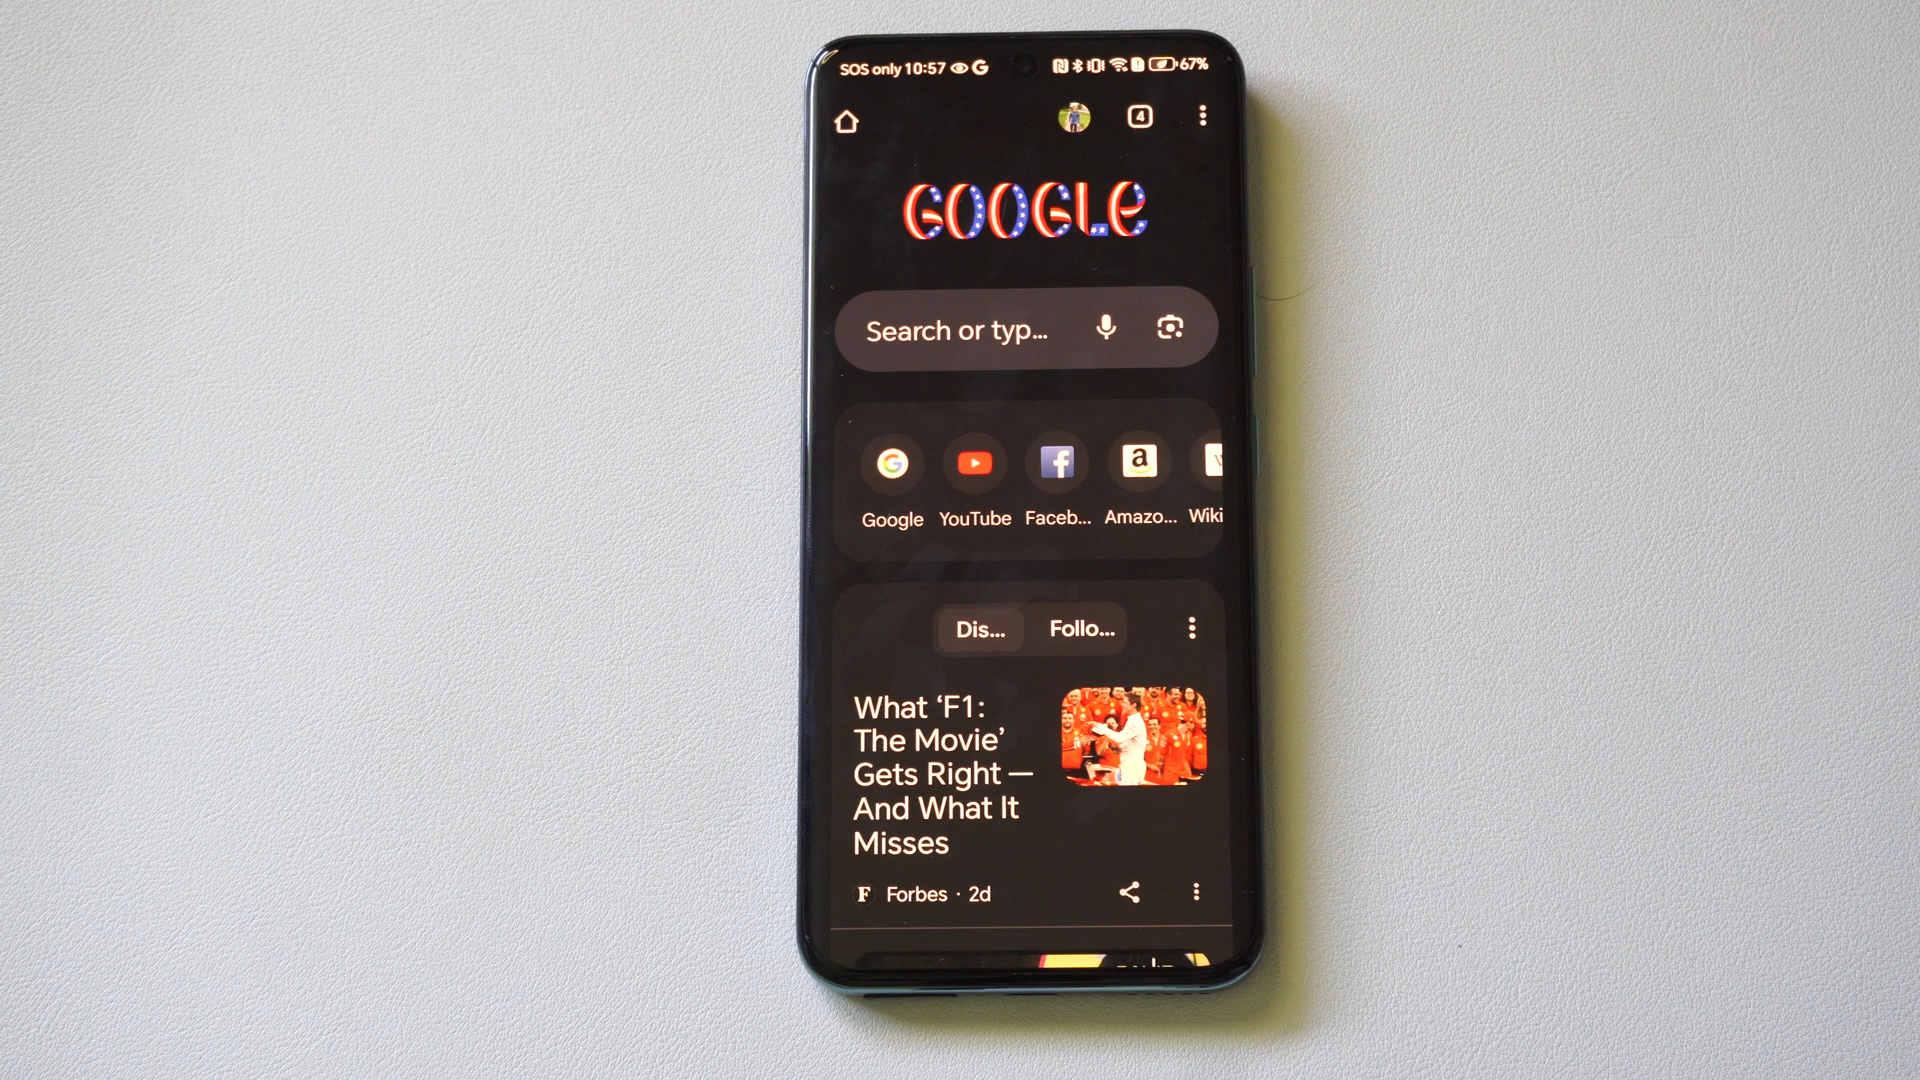 SOS only 10:57
67%
4
GOOGLE
Search or typ...
Google YouTube Faceb... Amazo... Wiki
Dis... Follo...
What ‘F1:
The Movie’
Gets Right —
And What It
Misses
F Forbes · 2d